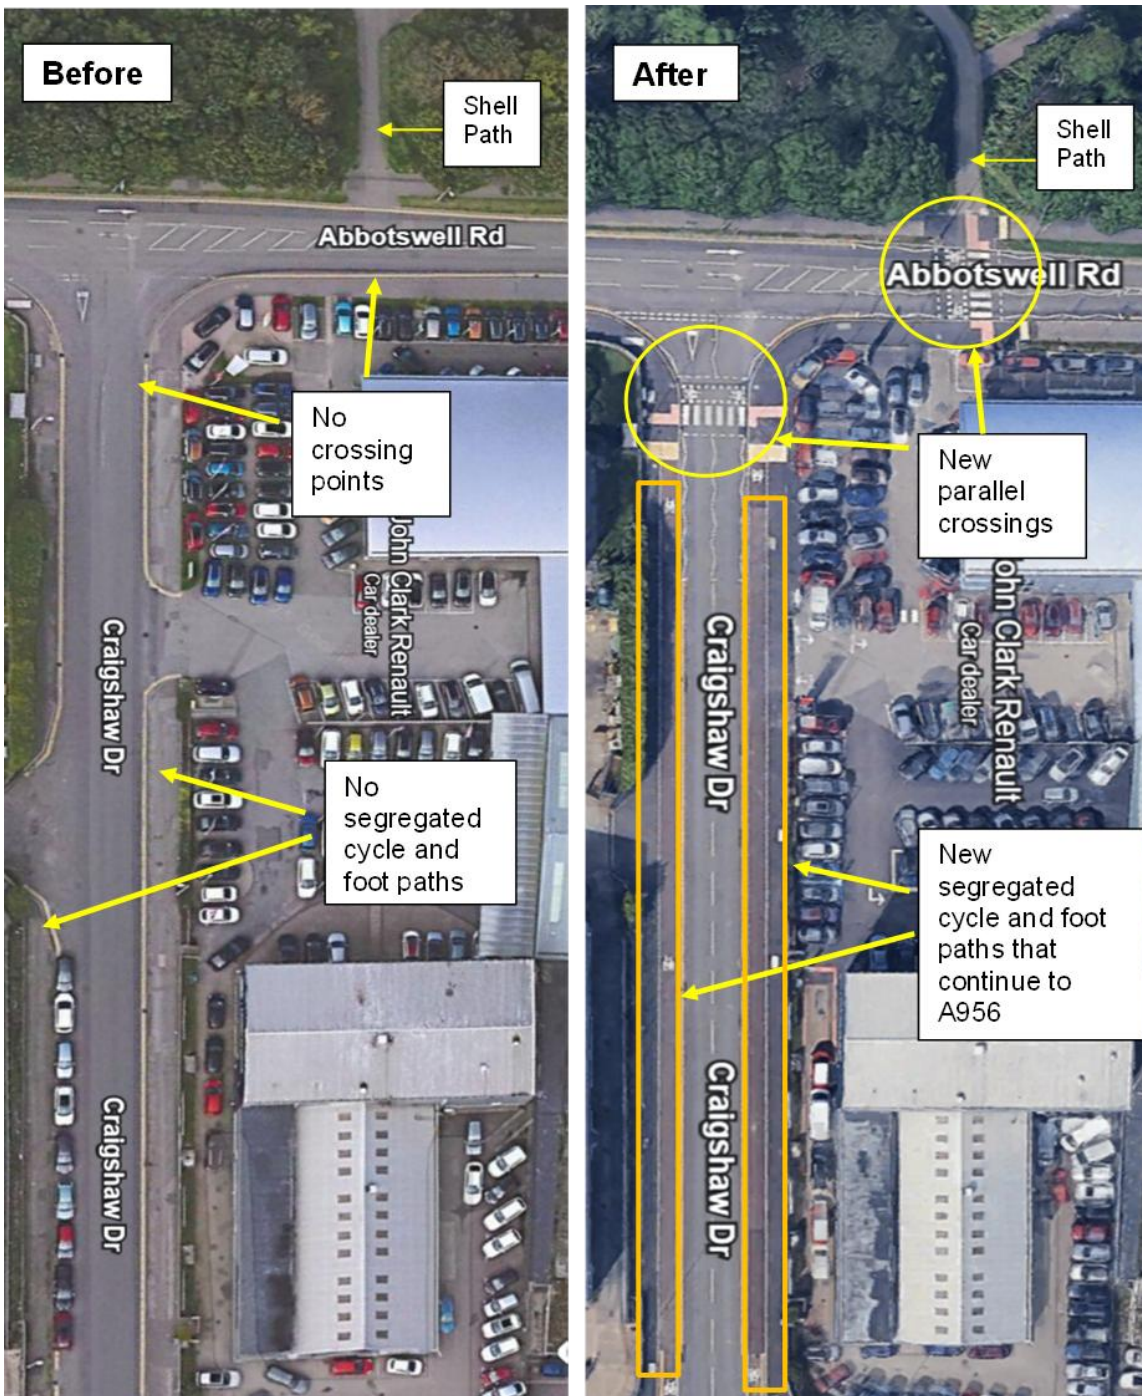 Before
Shell
Path
Abbotswell Rd
No
crossing
points
John Clark Renault
Car dealer
Craigshaw Dr
No
segregated
cycle and
foot paths
Craigshaw Dr
After
Shell
Path
Abbotswell Rd
New
parallel
crossings
John Clark Renault
Car dealer
Craigshaw Dr
New
segregated
cycle and foot
paths that
continue to
A956
Craigshaw Dr